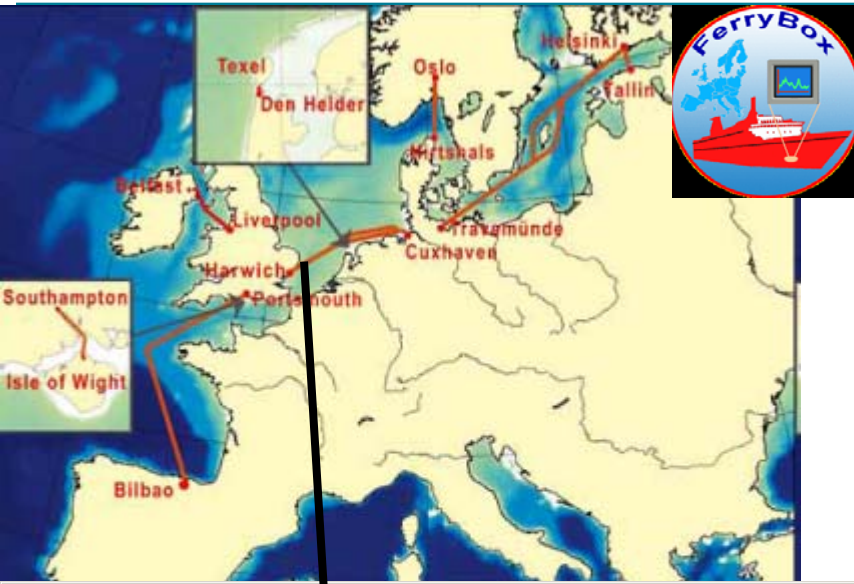 FerryBox
Helsinki
Tallin
Texel
Den Helder
Oslo
Hirtshals
Belfast
Liverpool
Travemünde
Cuxhaven
Harwich
Portsmouth
Southampton
Isle of Wight
Bilbao